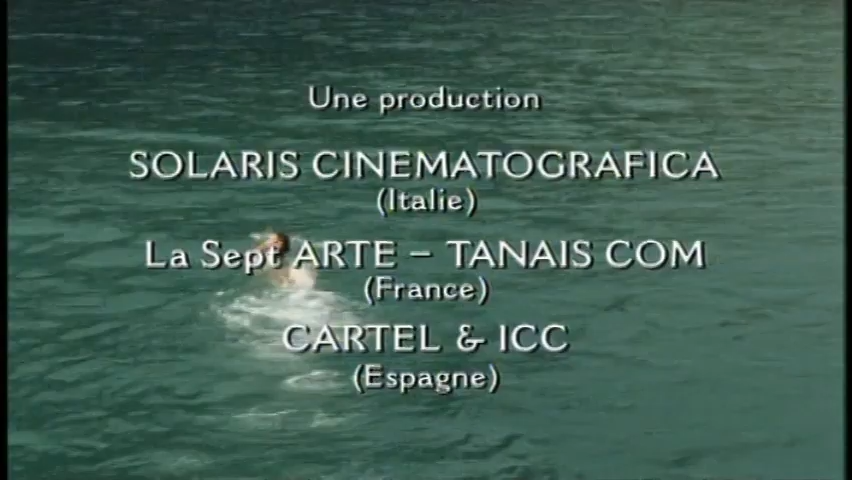 Une production
SOLARIS CINEMATOGRAFICA
(Italie)
La Sept ARTE – TANAIS COM
(France)
CARTEL & ICC
(Espagne)